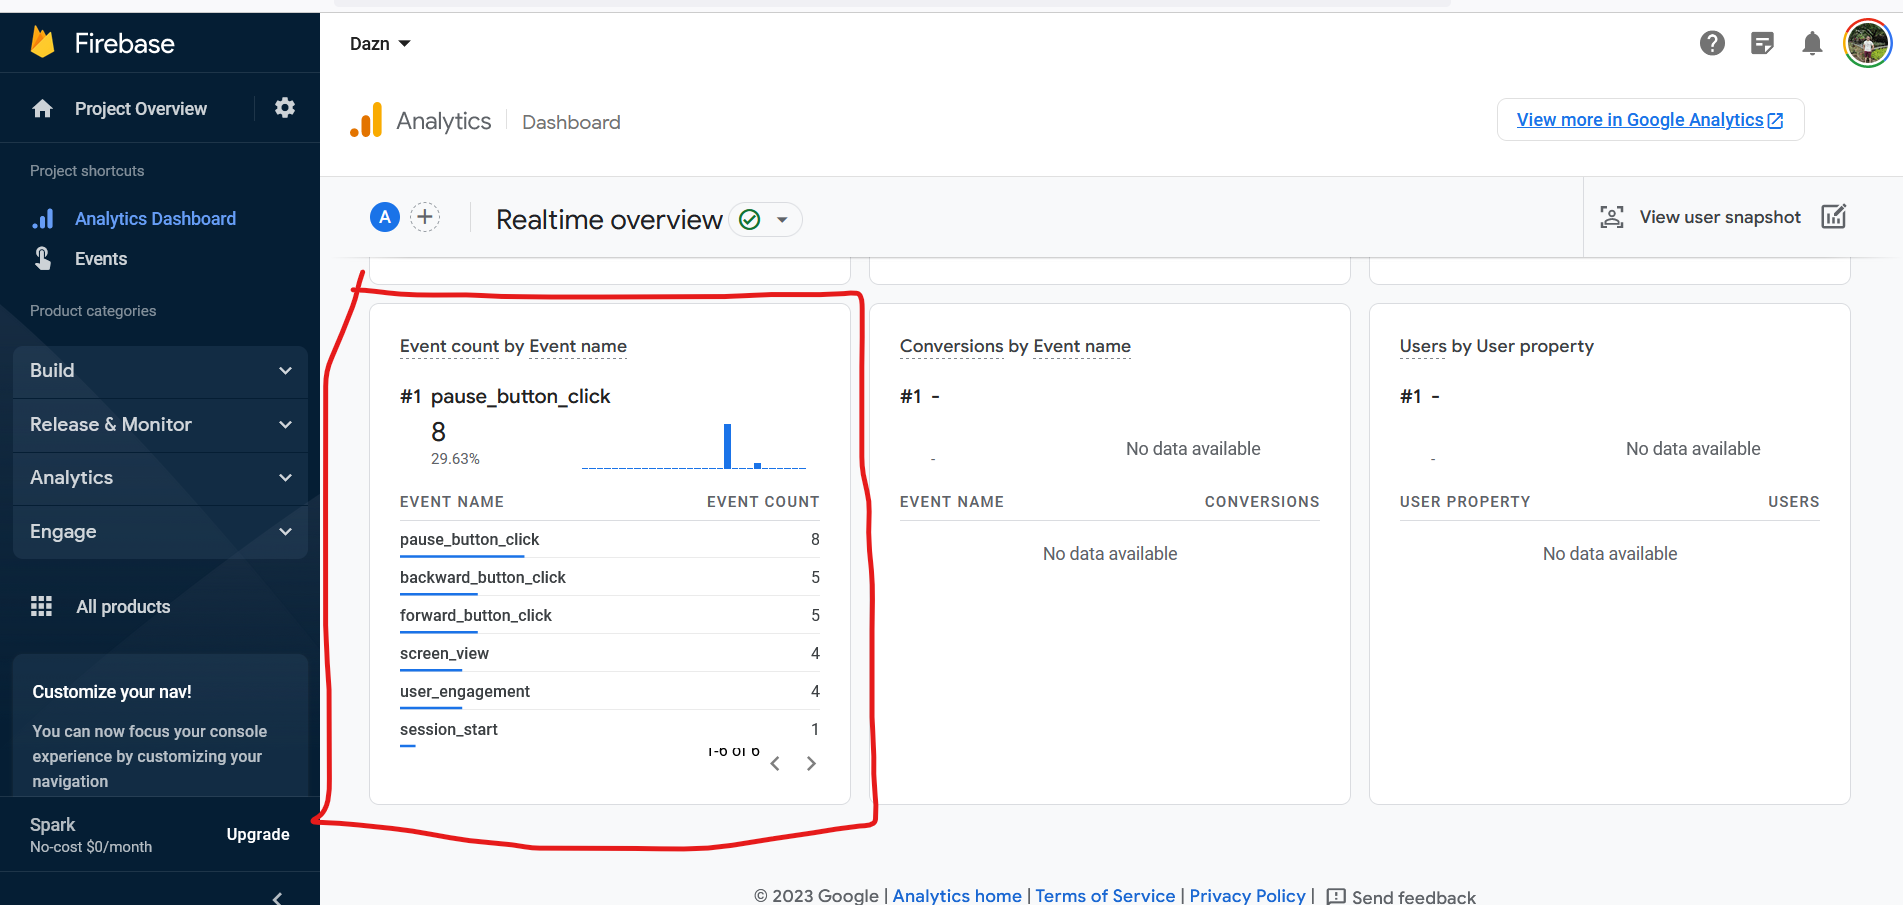 Firebase
Project Overview
Project shortcuts
Analytics Dashboard
Events
Product categories
Build
Release & Monitor
Analytics
Engage
All products
Customize your nav!
You can now focus your console
experience by customizing your
navigation
Spark
No-cost $0/month
Upgrade
Dazn
Analytics
Dashboard
View more in Google Analytics
A
Realtime overview
View user snapshot
Event count by Event name
#1 pause_button_click
8
29.63%
EVENT NAME EVENT COUNT
pause_button_click 8
backward_button_click 5
forward_button_click 5
screen_view 4
user_engagement 4
session_start 1
1-6 of 6
Conversions by Event name
#1 -
-
No data available
EVENT NAME CONVERSIONS
No data available
Users by User property
#1 -
-
No data available
USER PROPERTY USERS
No data available
© 2023 Google | Analytics home | Terms of Service | Privacy Policy | Send feedback